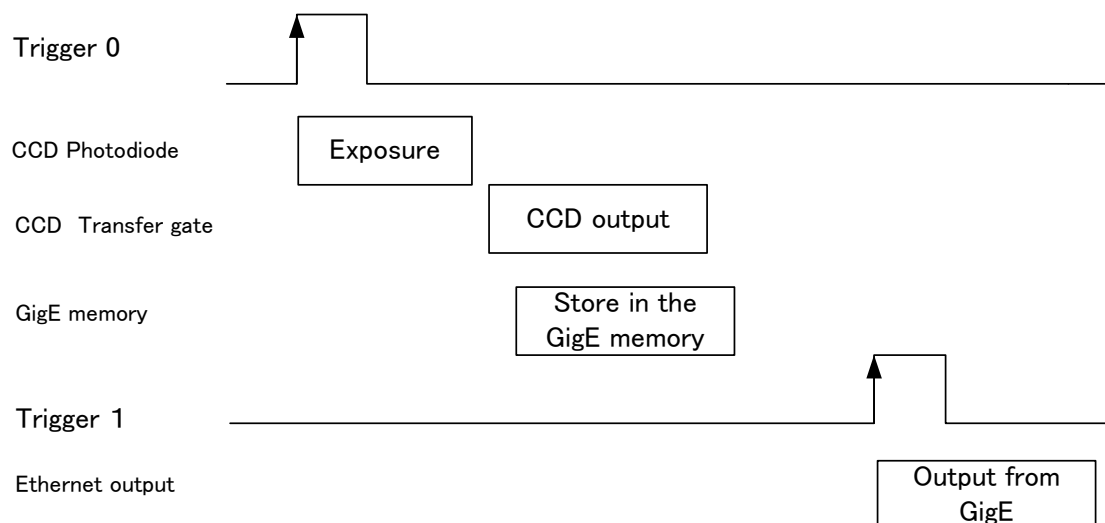 Trigger 0
CCD Photodiode
Exposure
CCD Transfer gate
CCD output
GigE memory
Store in the
GigE memory
Trigger 1
Ethernet output
Output from
GigE